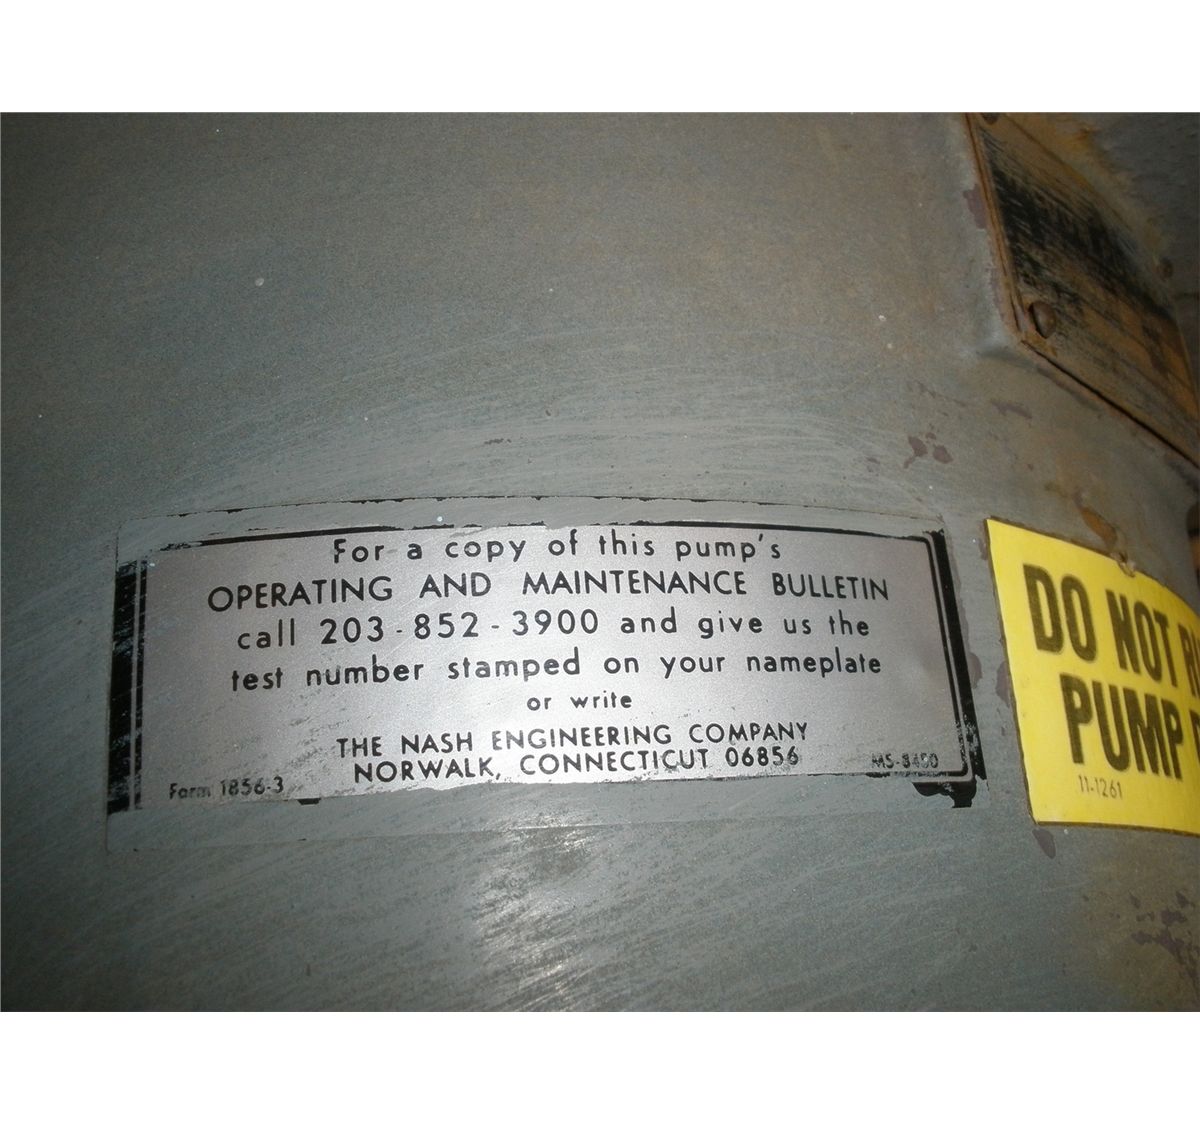 For a copy of this pump's
OPERATING AND MAINTENANCE BULLETIN
call 203-852-3900 and give us the
test number stamped on your nameplate
or write
THE NASH ENGINEERING COMPANY
NORWALK, CONNECTICUT 06856
Form 1856-3
DO NOT
PUMP
11-1261